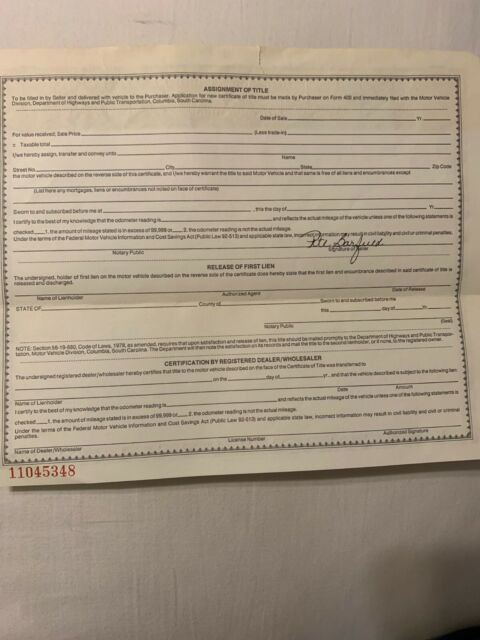 ASSIGNMENT OF TITLE
To be filled in by Seller and delivered with vehicle to the Purchaser. Application for new certificate of title must be made by Purchaser on Form 400 and immediately filed with the Motor Vehicle
Division, Department of Highways and Public Transportation, Columbia, South Carolina.
Date of Sale Yr.
For value received, Sale Price (Less trade-in)
= Taxable total
I/we hereby assign, transfer and convey unto
Name
Street No. City State Zip Code
the motor vehicle described on the reverse side of this certificate, and I/we warrant the title to said Motor Vehicle and that same is free of all liens and encumbrances except
(List here any mortgages, liens or encumbrances not noted on face of certificate)
Sworn to and subscribed before me at , this the day of Yr.
I certify to the best of my knowledge that the odometer reading is and reflects the actual mileage of the vehicle unless one of the following statements is
checked 1. the amount of mileage stated is in excess of 99,999 or 2. the odometer reading is not the actual mileage.
Under the terms of the Federal Motor Vehicle Information and Cost Savings Act (Public Law 92-513) and applicable state law, incorrect information may result in civil liability and civil or criminal penalties.
Barfield
Notary Public Signature of Seller
RELEASE OF FIRST LIEN
The undersigned, holder of first lien on the motor vehicle described on the reverse side of the certificate does hereby state that the first lien and encumbrance described in said certificate of title is
released and discharged.
Name of Lienholder Authorized Agent Date of Release
STATE OF County of Sworn to and subscribed before me
this day of Yr.
Notary Public (Seal)
NOTE: Section 56-19-680, Code of Laws, 1976, as amended, requires that upon satisfaction and release of lien, this title should be mailed promptly to the Department of Highways and Public Transpor-
tation, Motor Vehicle Division, Columbia, South Carolina. The Department will then note the satisfaction on its records and mail the title to the second lienholder, or if none, to the registered owner.
CERTIFICATION BY REGISTERED DEALER/WHOLESALER
The undersigned registered dealer/wholesaler hereby certifies that title to the motor vehicle described on the face of the Certificate of Title was transferred to
on the day of yr. and that the vehicle described is subject to the following lien
Name of Lienholder Date Amount
I certify to the best of my knowledge that the odometer reading is and reflects the actual mileage of the vehicle unless one of the following statements is
checked 1. the amount of mileage stated is in excess of 99,999 or 2. the odometer reading is not the actual mileage.
Under the terms of the Federal Motor Vehicle Information and Cost Savings Act (Public Law 92-513) and applicable state law, incorrect information may result in civil liability and civil or criminal
penalties.
Name of Dealer/Wholesaler License Number Authorized Signature
11045348